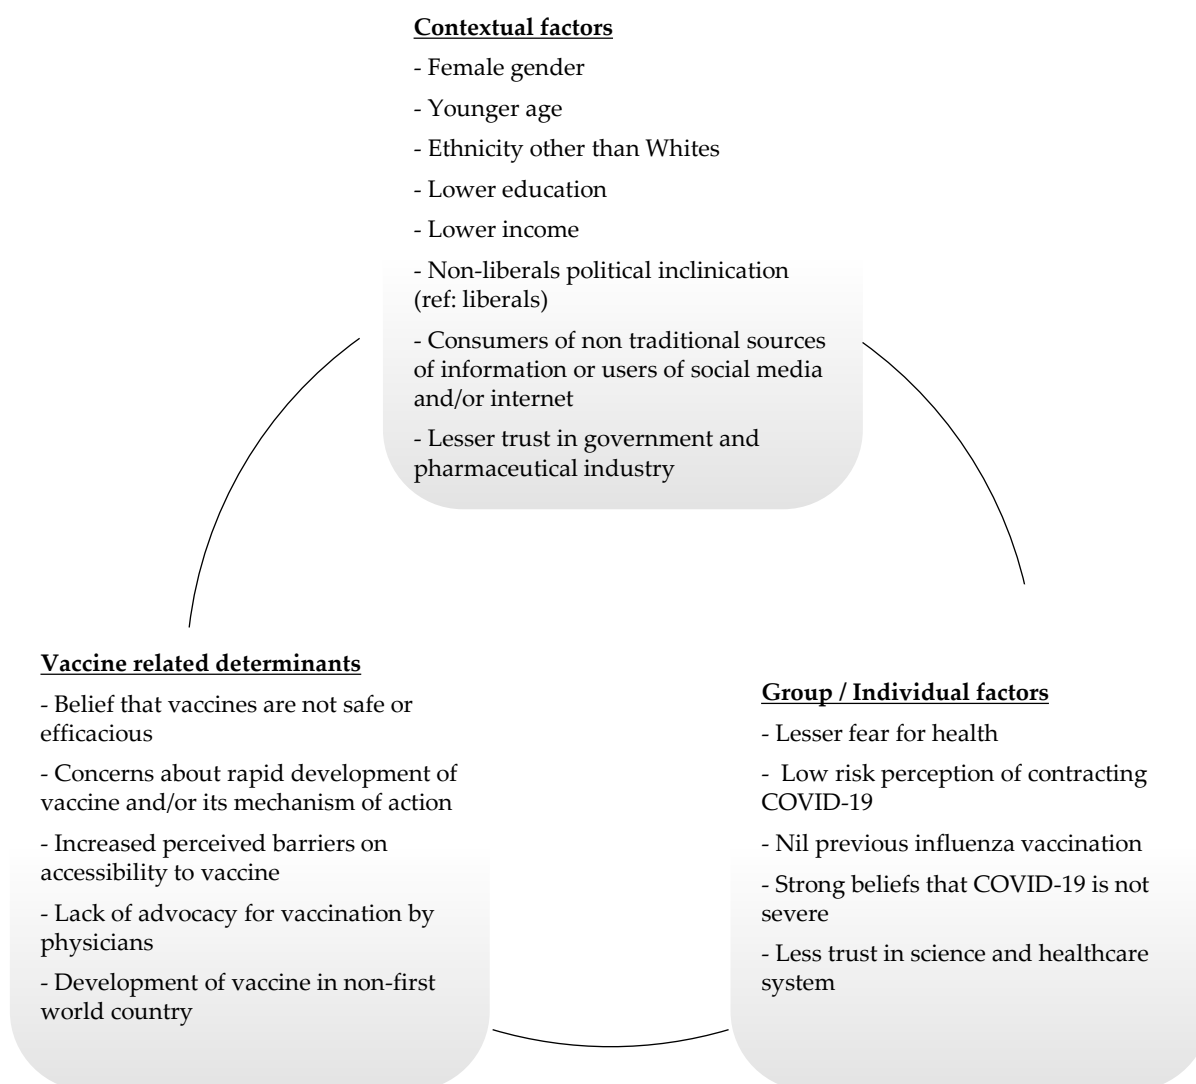 Contextual factors
- Female gender
- Younger age
- Ethnicity other than Whites
- Lower education
- Lower income
- Non-liberals political inclinication
(ref: liberals)
- Consumers of non traditional sources
of information or users of social media
and/or internet
- Lesser trust in government and
pharmaceutical industry
Vaccine related determinants
- Belief that vaccines are not safe or
efficacious
- Concerns about rapid development of
vaccine and/or its mechanism of action
- Increased perceived barriers on
accessibility to vaccine
- Lack of advocacy for vaccination by
physicians
- Development of vaccine in non-first
world country
Group / Individual factors
- Lesser fear for health
-  Low risk perception of contracting
COVID-19
- Nil previous influenza vaccination
- Strong beliefs that COVID-19 is not
severe
- Less trust in science and healthcare
system